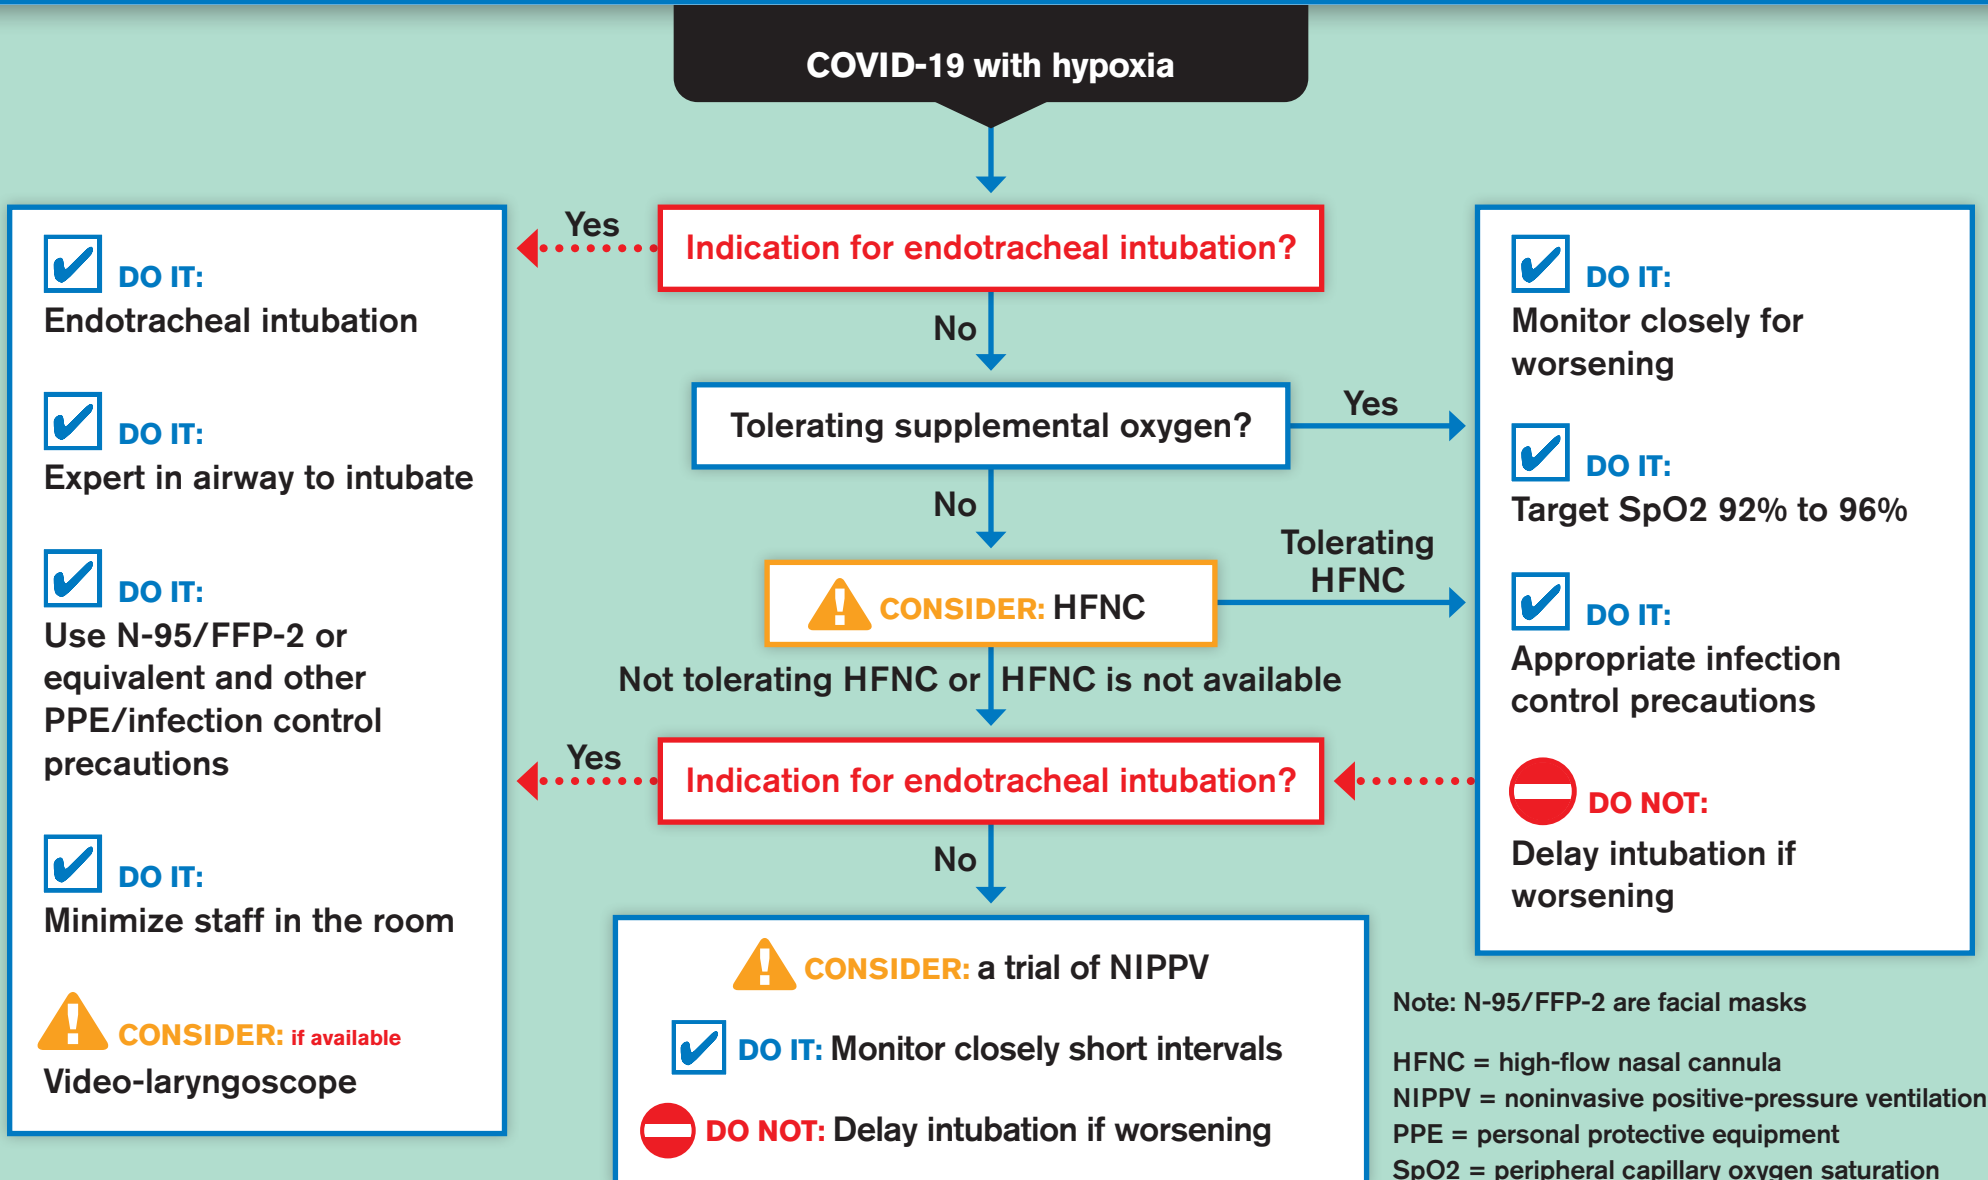 COVID-19 with hypoxia
Yes
Indication for endotracheal intubation?
No
Tolerating supplemental oxygen?
Yes
No
CONSIDER: HFNC
Tolerating
HFNC
Not tolerating HFNC or HFNC is not available
Yes
Indication for endotracheal intubation?
No
CONSIDER: a trial of NIPPV
DO IT: Monitor closely short intervals
DO NOT: Delay intubation if worsening
DO IT:
Endotracheal intubation
DO IT:
Expert in airway to intubate
DO IT:
Use N-95/FFP-2 or
equivalent and other
PPE/infection control
precautions
DO IT:
Minimize staff in the room
CONSIDER: if available
Video-laryngoscope
DO IT:
Monitor closely for
worsening
DO IT:
Target SpO2 92% to 96%
DO IT:
Appropriate infection
control precautions
DO NOT:
Delay intubation if
worsening
Note: N-95/FFP-2 are facial masks
HFNC = high-flow nasal cannula
NIPPV = noninvasive positive-pressure ventilation
PPE = personal protective equipment
SpO2 = peripheral capillary oxygen saturation